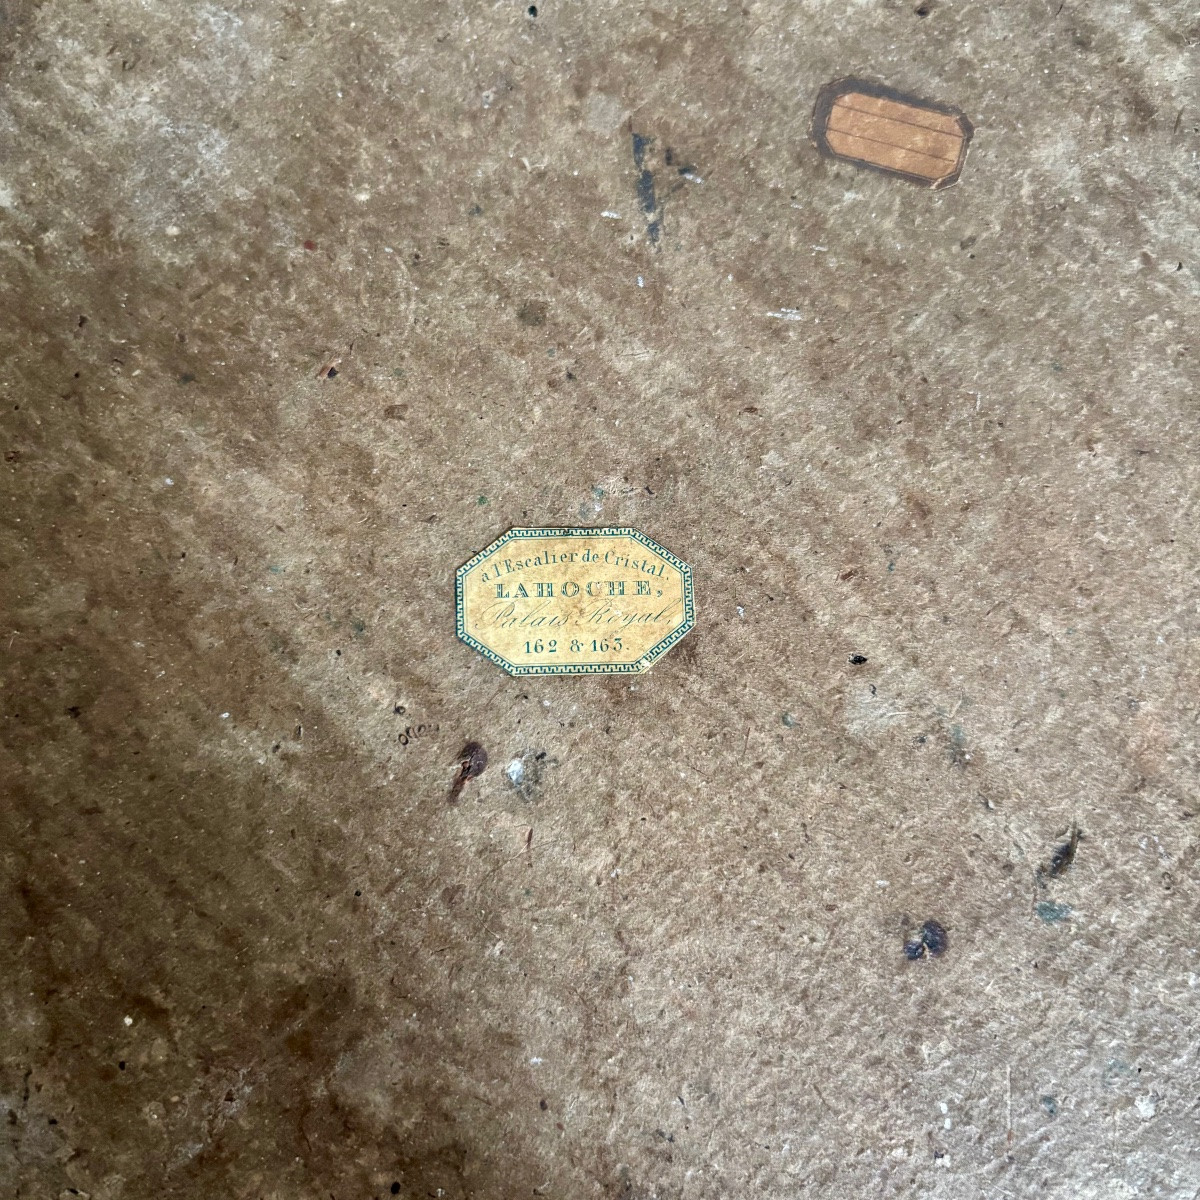 a l'Escalier de Cristal.
LAHOCHE,
Palais Royal,
162 & 163.